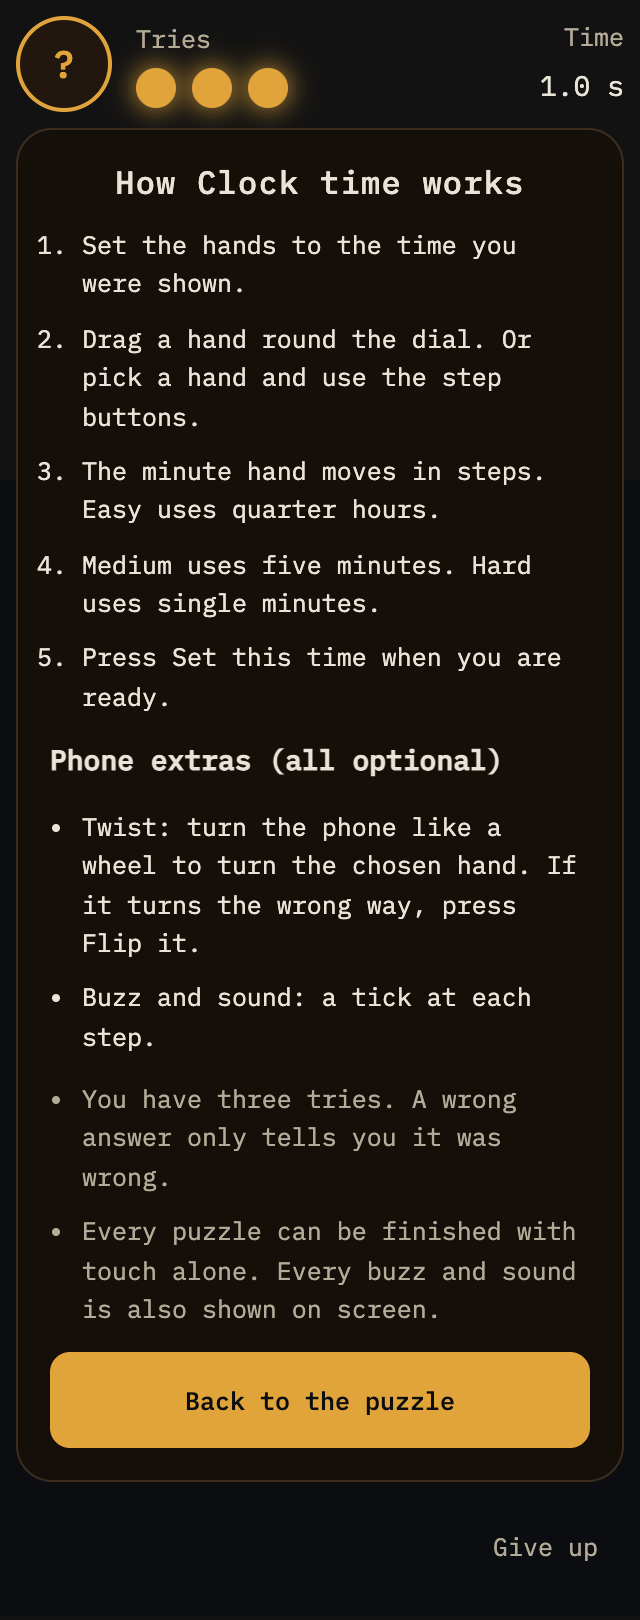 ?
Tries
Time
1.0 s
How Clock time works
1. Set the hands to the time you
were shown.
2. Drag a hand round the dial. Or
pick a hand and use the step
buttons.
3. The minute hand moves in steps.
Easy uses quarter hours.
4. Medium uses five minutes. Hard
uses single minutes.
5. Press Set this time when you are
ready.
Phone extras (all optional)
• Twist: turn the phone like a
wheel to turn the chosen hand. If
it turns the wrong way, press
Flip it.
• Buzz and sound: a tick at each
step.
• You have three tries. A wrong
answer only tells you it was
wrong.
• Every puzzle can be finished with
touch alone. Every buzz and sound
is also shown on screen.
Back to the puzzle
Give up